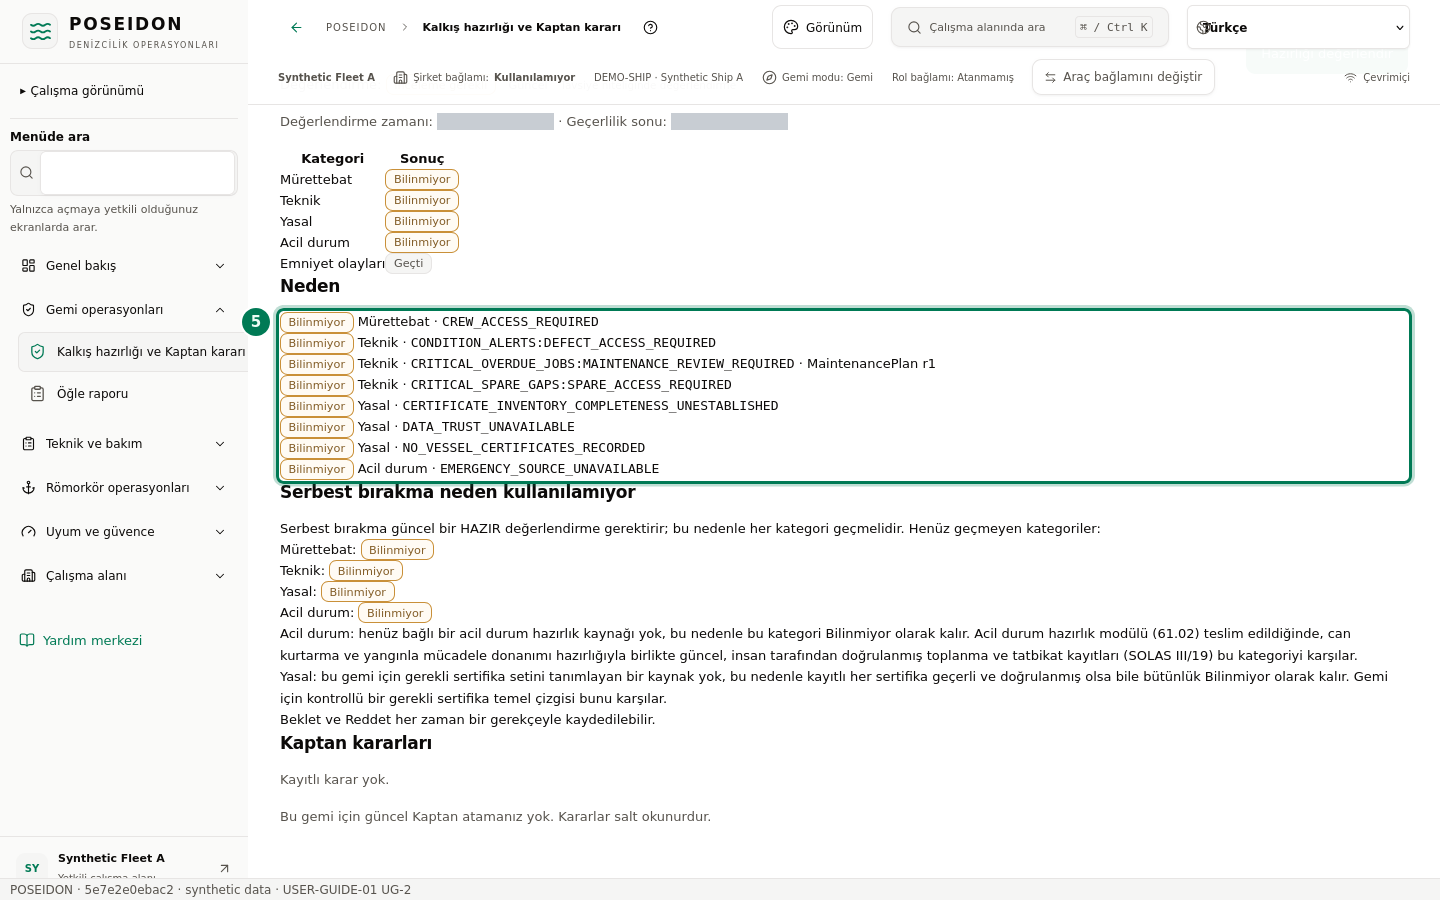 POSEIDON
DENİZCİLİK OPERASYONLARI
Çalışma görünümü
Menüde ara
Yalnızca açmaya yetkili olduğunuz
ekranlarda arar.
Genel bakış
Gemi operasyonları
Kalkış hazırlığı ve Kaptan kararı
Öğle raporu
Teknik ve bakım
Römorkör operasyonları
Uyum ve güvence
Çalışma alanı
Yardım merkezi
SY Synthetic Fleet A
POSEIDON Kalkış hazırlığı ve Kaptan kararı
Görünüm
Çalışma alanında ara ⌘ / Ctrl K
Türkçe
Synthetic Fleet A Şirket bağlamı: Kullanılamıyor DEMO-SHIP · Synthetic Ship A Gemi modu: Gemi Rol bağlamı: Atanmamış Araç bağlamını değiştir Çevrimiçi
Değerlendirme zamanı: · Geçerlilik sonu:
Kategori Sonuç
Mürettebat Bilinmiyor
Teknik Bilinmiyor
Yasal Bilinmiyor
Acil durum Bilinmiyor
Emniyet olayları Geçti
Neden
5
Bilinmiyor Mürettebat · CREW_ACCESS_REQUIRED
Bilinmiyor Teknik · CONDITION_ALERTS:DEFECT_ACCESS_REQUIRED
Bilinmiyor Teknik · CRITICAL_OVERDUE_JOBS:MAINTENANCE_REVIEW_REQUIRED · MaintenancePlan r1
Bilinmiyor Teknik · CRITICAL_SPARE_GAPS:SPARE_ACCESS_REQUIRED
Bilinmiyor Yasal · CERTIFICATE_INVENTORY_COMPLETENESS_UNESTABLISHED
Bilinmiyor Yasal · DATA_TRUST_UNAVAILABLE
Bilinmiyor Yasal · NO_VESSEL_CERTIFICATES_RECORDED
Bilinmiyor Acil durum · EMERGENCY_SOURCE_UNAVAILABLE
Serbest bırakma neden kullanılamıyor
Serbest bırakma güncel bir HAZIR değerlendirme gerektirir; bu nedenle her kategori geçmelidir. Henüz geçmeyen kategoriler:
Mürettebat: Bilinmiyor
Teknik: Bilinmiyor
Yasal: Bilinmiyor
Acil durum: Bilinmiyor
Acil durum: henüz bağlı bir acil durum hazırlık kaynağı yok, bu nedenle bu kategori Bilinmiyor olarak kalır. Acil durum hazırlık modülü (61.02) teslim edildiğinde, can
kurtarma ve yangınla mücadele donanımı hazırlığıyla birlikte güncel, insan tarafından doğrulanmış toplanma ve tatbikat kayıtları (SOLAS III/19) bu kategoriyi karşılar.
Yasal: bu gemi için gerekli sertifika setini tanımlayan bir kaynak yok, bu nedenle kayıtlı her sertifika geçerli ve doğrulanmış olsa bile bütünlük Bilinmiyor olarak kalır. Gemi
için kontrollü bir gerekli sertifika temel çizgisi bunu karşılar.
Beklet ve Reddet her zaman bir gerekçeyle kaydedilebilir.
Kaptan kararları
Kayıtlı karar yok.
Bu gemi için güncel Kaptan atamanız yok. Kararlar salt okunurdur.
POSEIDON · 5e7e2e0ebac2 · synthetic data · USER-GUIDE-01 UG-2